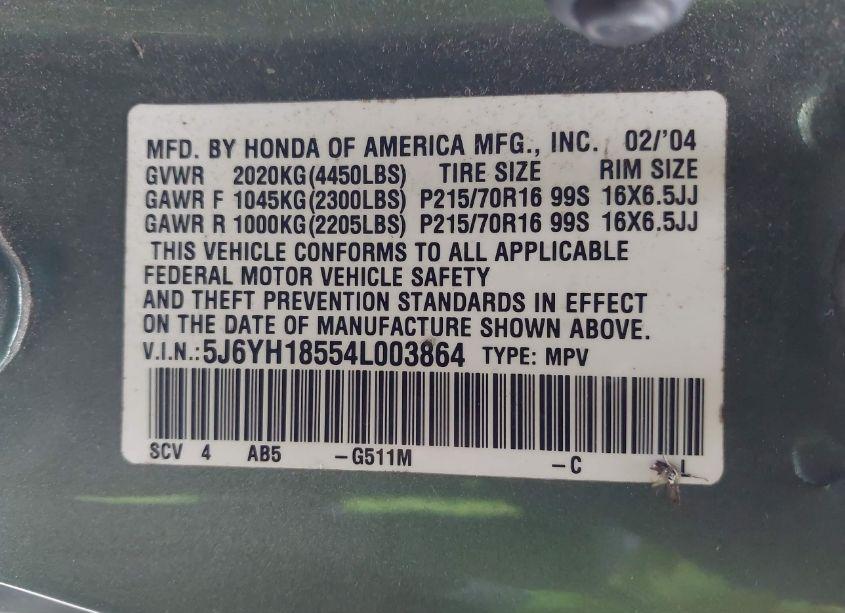 MFD. BY HONDA OF AMERICA MFG., INC. 02/'04
GVWR 2020KG(4450LBS) TIRE SIZE RIM SIZE
GAWR F 1045KG(2300LBS) P215/70R16 99S 16X6.5JJ
GAWR R 1000KG(2205LBS) P215/70R16 99S 16X6.5JJ
THIS VEHICLE CONFORMS TO ALL APPLICABLE
FEDERAL MOTOR VEHICLE SAFETY
AND THEFT PREVENTION STANDARDS IN EFFECT
ON THE DATE OF MANUFACTURE SHOWN ABOVE.
V.I.N.:5J6YH18554L003864 TYPE: MPV
SCV 4 AB5 -G511M -C L